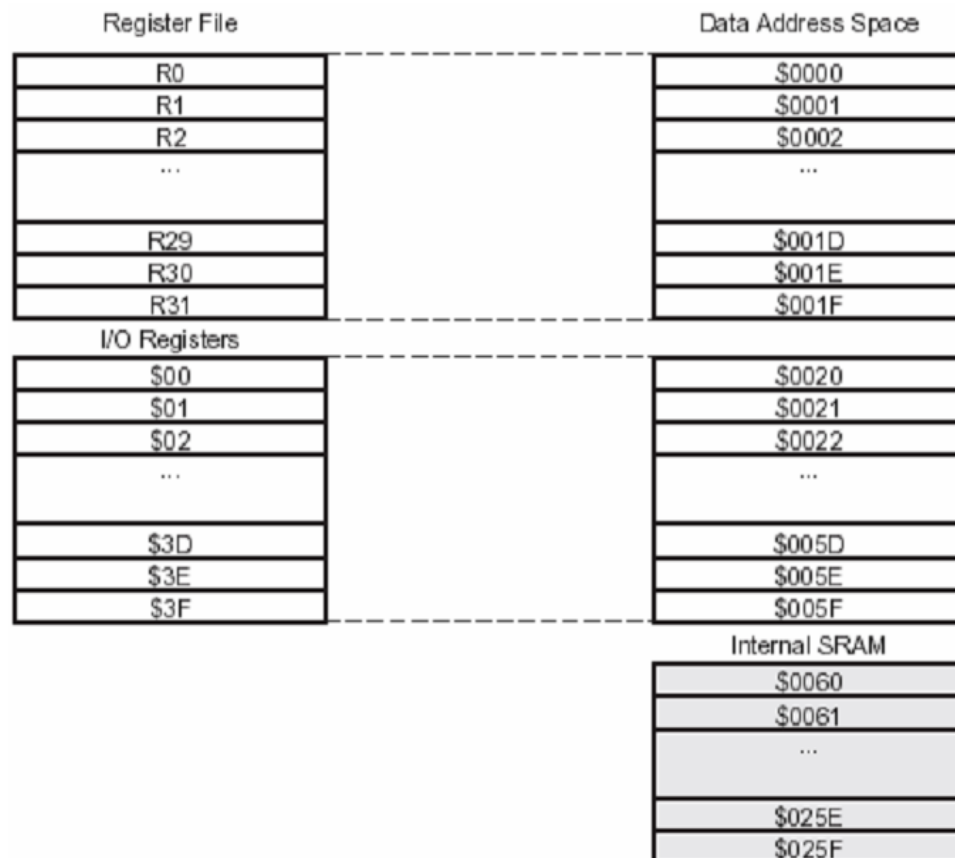 Register File Data Address Space
R0 $0000
R1 $0001
R2 $0002
... ...
R29 $001D
R30 $001E
R31 $001F
I/O Registers
$00 $0020
$01 $0021
$02 $0022
... ...
$3D $005D
$3E $005E
$3F $005F
Internal SRAM
$0060
$0061
...
$025E
$025F